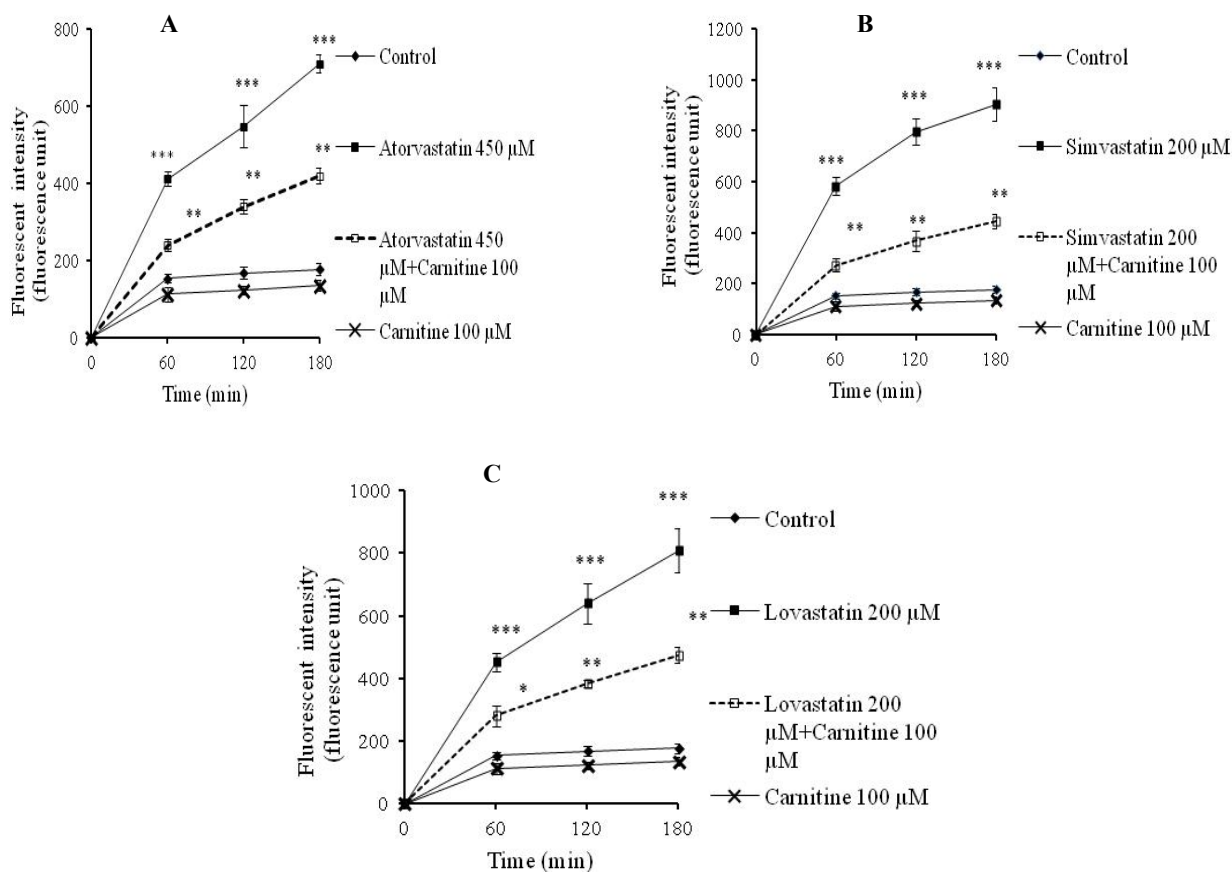 A
Fluorescent intensity
(fluorescence unit)
800
600
400
200
0
0 60 120 180
Time (min)
***
***
***
**
**
**
Control
Atorvastatin 450 µM
Atorvastatin 450
µM+Carnitine 100
µM
Carnitine 100 µM
B
Fluorescent intensity
(fluorescence unit)
1200
1000
800
600
400
200
0
0 60 120 180
Time (min)
***
***
***
**
**
**
Control
Simvastatin 200 µM
Simvastatin 200
µM+Carnitine 100
µM
Carnitine 100 µM
C
Fluorescent intensity
(fluorescence unit)
1000
800
600
400
200
0
0 60 120 180
Time (min)
***
***
***
**
**
*
Control
Lovastatin 200 µM
Lovastatin 200
µM+Carnitine 100
µM
Carnitine 100 µM